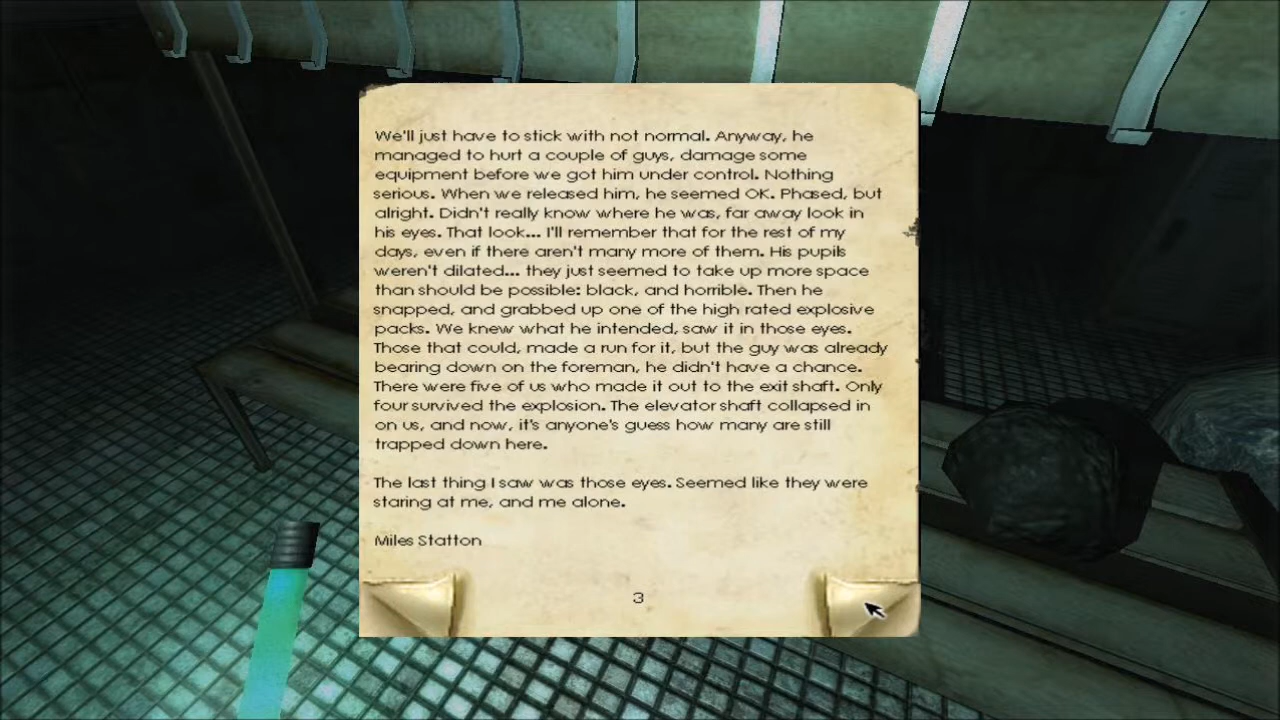 We'll just have to stick with not normal. Anyway, he
managed to hurt a couple of guys, damage some
equipment before we got him under control. Nothing
serious. When we released him, he seemed OK. Phased, but
alright. Didn't really know where he was, far away look in
his eyes. That look... I'll remember that for the rest of my
days, even if there aren't many more of them. His pupils
weren't dilated... they just seemed to take up more space
than should be possible: black, and horrible. Then he
snapped, and grabbed up one of the high rated explosive
packs. We knew what he intended, saw it in those eyes.
Those that could, made a run for it, but the guy was already
bearing down on the foreman, he didn't have a chance.
There were five of us who made it out to the exit shaft. Only
four survived the explosion. The elevator shaft collapsed in
on us, and now, it's anyone's guess how many are still
trapped down here.
The last thing I saw was those eyes. Seemed like they were
staring at me, and me alone.
Miles Statton
3